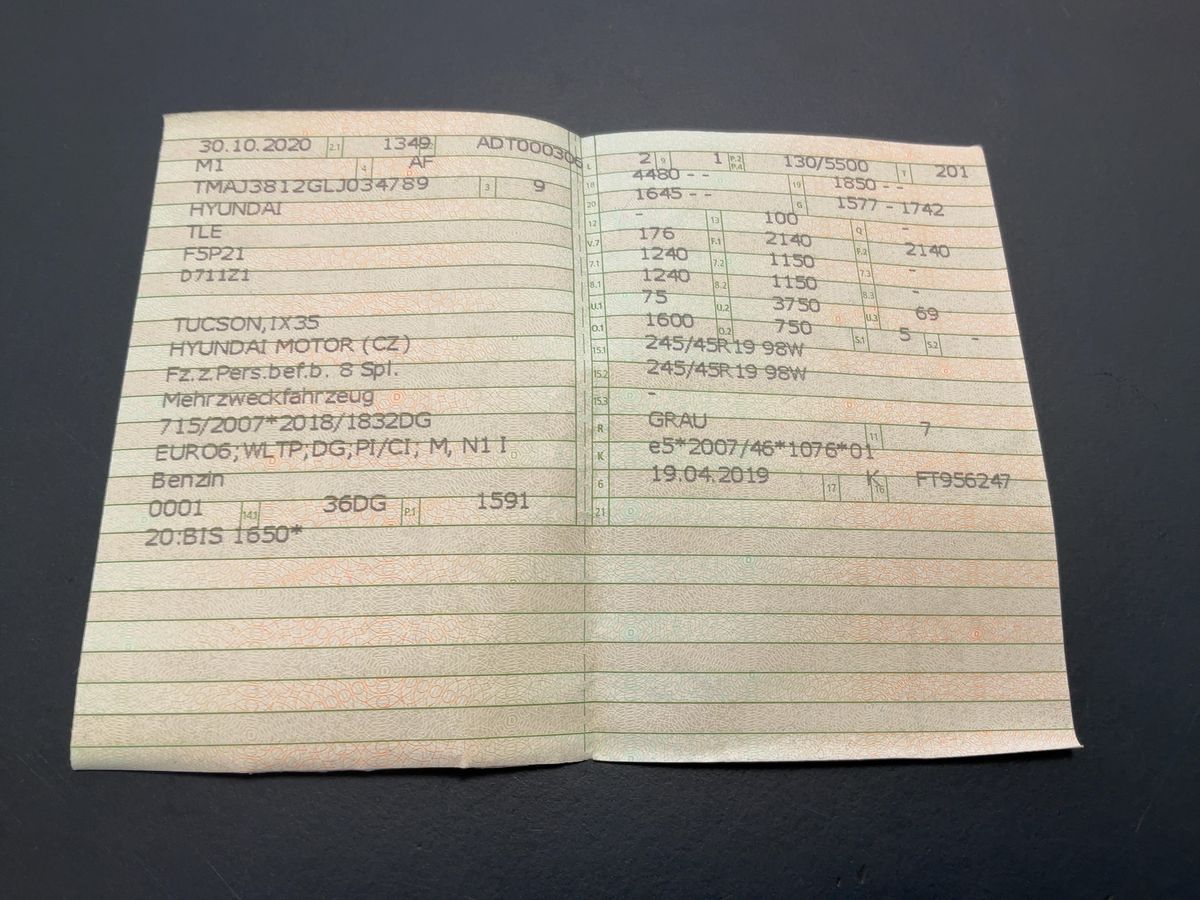 30.10.2020 2.1 1349 2.2 ADT000306
M1 4 AF
TMAJ3812GLJ034789 3 9
HYUNDAI
TLE
F5P21
D711Z1
TUCSON,IX35
HYUNDAI MOTOR (CZ)
Fz.z.Pers.bef.b. 8 Spl.
Mehrzweckfahrzeug
715/2007*2018/1832DG
EURO6;WLTP;DG;PI/CI; M, N1 I
Benzin
0001 14.1 36DG P.1 1591
20:BIS 1650*
L 2 9 1 P.2 P.4 130/5500 T 201
18 4480 - - 19 1850 - -
20 1645 - - G 1577 - 1742
12 - 13 100 Q -
V.7 176 F.1 2140 F.2 2140
7.1 1240 7.2 1150 7.3 -
8.1 1240 8.2 1150 8.3 -
U.1 75 U.2 3750 U.3 69
O.1 1600 O.2 750 S.1 5 S.2 -
15.1 245/45R19 98W
15.2 245/45R19 98W
15.3 -
R GRAU 11 7
K e5*2007/46*1076*01
6 19.04.2019 17 K 16 FT956247
21